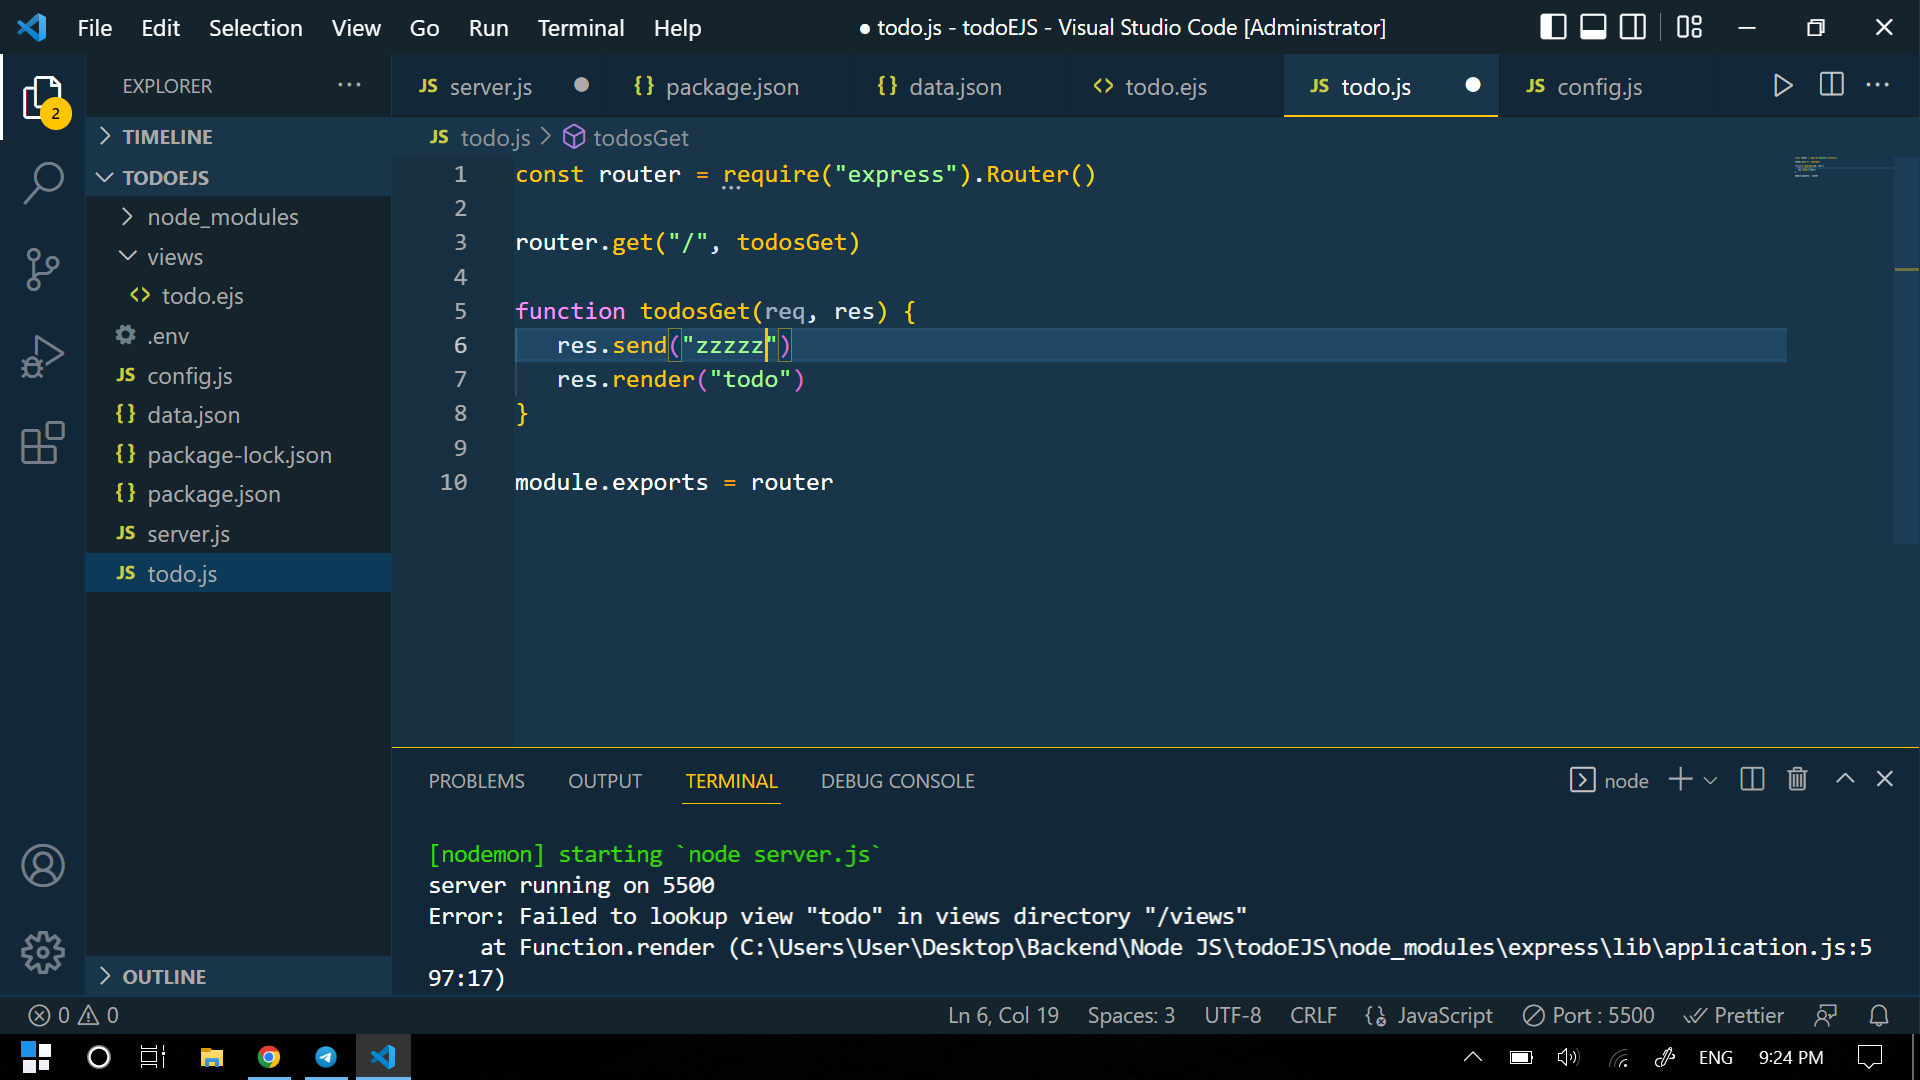 File Edit Selection View Go Run Terminal Help
● todo.js - todoEJS - Visual Studio Code [Administrator]
2
EXPLORER ···
TIMELINE
TODOEJS
node_modules
views
<> todo.ejs
.env
JS config.js
{} data.json
{} package-lock.json
{} package.json
JS server.js
JS todo.js
OUTLINE
JS server.js ●
{} package.json
{} data.json
<> todo.ejs
JS todo.js ●
JS config.js
JS todo.js > todosGet
1 const router = require("express").Router()
2
3 router.get("/", todosGet)
4
5 function todosGet(req, res) {
6 res.send("zzzzz")
7 res.render("todo")
8 }
9
10 module.exports = router
PROBLEMS OUTPUT TERMINAL DEBUG CONSOLE
node
[nodemon] starting `node server.js`
server running on 5500
Error: Failed to lookup view "todo" in views directory "/views"
at Function.render (C:\Users\User\Desktop\Backend\Node JS\todoEJS\node_modules\express\lib\application.js:5
97:17)
0 0
Ln 6, Col 19 Spaces: 3 UTF-8 CRLF {} JavaScript Port : 5500 Prettier
ENG 9:24 PM